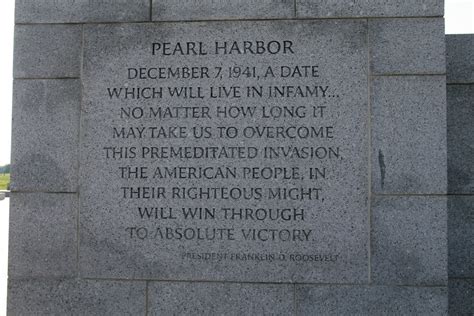 PEARL HARBOR
DECEMBER 7, 1941, A DATE
WHICH WILL LIVE IN INFAMY...
NO MATTER HOW LONG IT
MAY TAKE US TO OVERCOME
THIS PREMEDITATED INVASION,
THE AMERICAN PEOPLE, IN
THEIR RIGHTEOUS MIGHT,
WILL WIN THROUGH
TO ABSOLUTE VICTORY.
PRESIDENT FRANKLIN D. ROOSEVELT